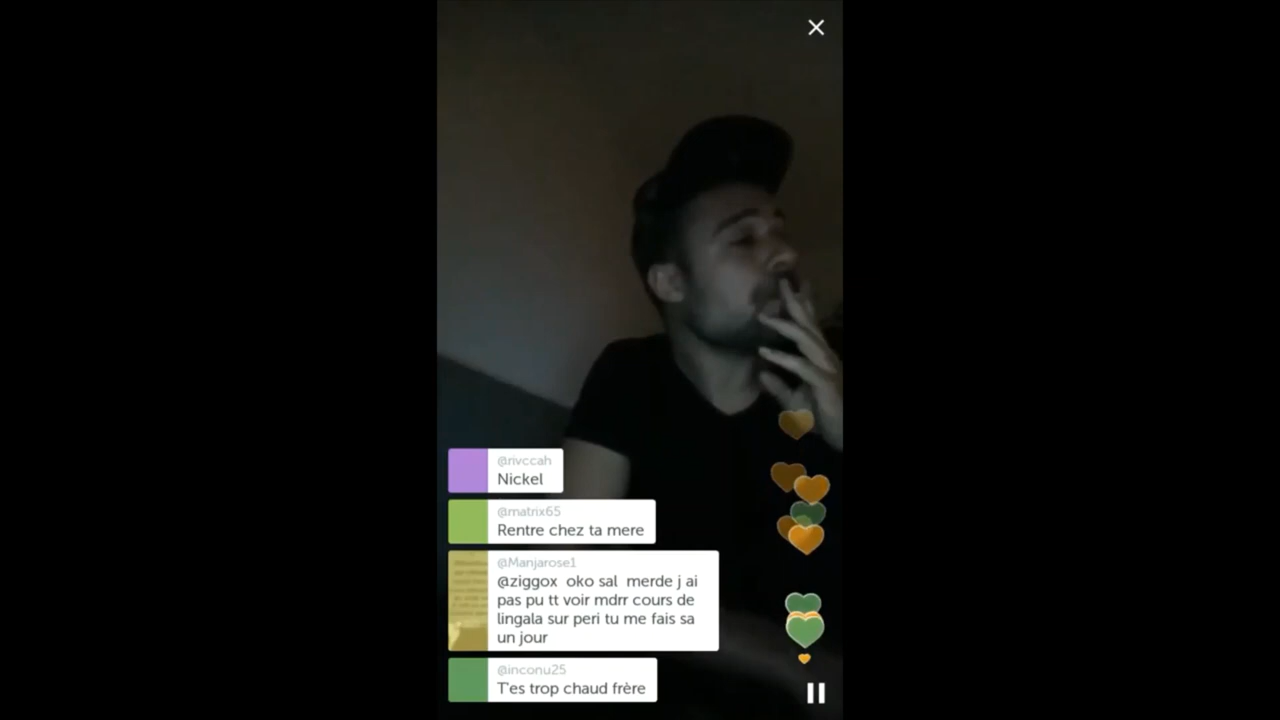 @rivccah
Nickel
@matrix65
Rentre chez ta mere
@Manjarose1
@ziggox oko sal merde j ai
pas pu tt voir mdrr cours de
lingala sur peri tu me fais sa
un jour
@inconu25
T'es trop chaud frère